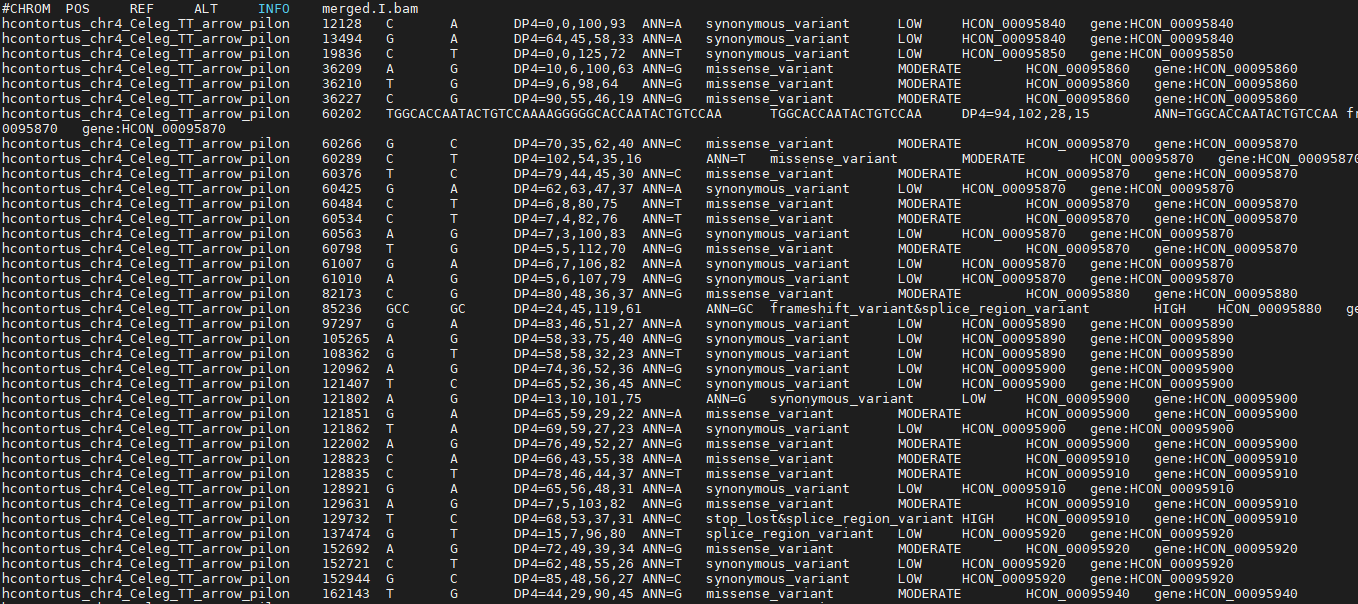 #CHROM POS REF ALT INFO merged.I.bam
hcontortus_chr4_Celeg_TT_arrow_pilon 12128 C A DP4=0,0,100,93 ANN=A synonymous_variant LOW HCON_00095840 gene:HCON_00095840
hcontortus_chr4_Celeg_TT_arrow_pilon 13494 G A DP4=64,45,58,33 ANN=A synonymous_variant LOW HCON_00095840 gene:HCON_00095840
hcontortus_chr4_Celeg_TT_arrow_pilon 19836 C T DP4=0,0,125,72 ANN=T synonymous_variant LOW HCON_00095850 gene:HCON_00095850
hcontortus_chr4_Celeg_TT_arrow_pilon 36209 A G DP4=10,6,100,63 ANN=G missense_variant MODERATE HCON_00095860 gene:HCON_00095860
hcontortus_chr4_Celeg_TT_arrow_pilon 36210 T G DP4=9,6,98,64 ANN=G missense_variant MODERATE HCON_00095860 gene:HCON_00095860
hcontortus_chr4_Celeg_TT_arrow_pilon 36227 C G DP4=90,55,46,19 ANN=G missense_variant MODERATE HCON_00095860 gene:HCON_00095860
hcontortus_chr4_Celeg_TT_arrow_pilon 60202 TGGCACCAATACTGTCCAAAAGGGGGCACCAATACTGTCCAA TGGCACCAATACTGTCCAA DP4=94,102,28,15 ANN=TGGCACCAATACTGTCCAA fr
0095870 gene:HCON_00095870
hcontortus_chr4_Celeg_TT_arrow_pilon 60266 G C DP4=70,35,62,40 ANN=C missense_variant MODERATE HCON_00095870 gene:HCON_00095870
hcontortus_chr4_Celeg_TT_arrow_pilon 60289 C T DP4=102,54,35,16 ANN=T missense_variant MODERATE HCON_00095870 gene:HCON_00095870
hcontortus_chr4_Celeg_TT_arrow_pilon 60376 T C DP4=79,44,45,30 ANN=C missense_variant MODERATE HCON_00095870 gene:HCON_00095870
hcontortus_chr4_Celeg_TT_arrow_pilon 60425 G A DP4=62,63,47,37 ANN=A synonymous_variant LOW HCON_00095870 gene:HCON_00095870
hcontortus_chr4_Celeg_TT_arrow_pilon 60484 C T DP4=6,8,80,75 ANN=T missense_variant MODERATE HCON_00095870 gene:HCON_00095870
hcontortus_chr4_Celeg_TT_arrow_pilon 60534 C T DP4=7,4,82,76 ANN=T missense_variant MODERATE HCON_00095870 gene:HCON_00095870
hcontortus_chr4_Celeg_TT_arrow_pilon 60563 A G DP4=7,3,100,83 ANN=G synonymous_variant LOW HCON_00095870 gene:HCON_00095870
hcontortus_chr4_Celeg_TT_arrow_pilon 60798 T G DP4=5,5,112,70 ANN=G missense_variant MODERATE HCON_00095870 gene:HCON_00095870
hcontortus_chr4_Celeg_TT_arrow_pilon 61007 G A DP4=6,7,106,82 ANN=A synonymous_variant LOW HCON_00095870 gene:HCON_00095870
hcontortus_chr4_Celeg_TT_arrow_pilon 61010 A G DP4=5,6,107,79 ANN=G synonymous_variant LOW HCON_00095870 gene:HCON_00095870
hcontortus_chr4_Celeg_TT_arrow_pilon 82173 C G DP4=80,48,36,37 ANN=G missense_variant MODERATE HCON_00095880 gene:HCON_00095880
hcontortus_chr4_Celeg_TT_arrow_pilon 85236 GCC GC DP4=24,45,119,61 ANN=GC frameshift_variant&splice_region_variant HIGH HCON_00095880 ge
hcontortus_chr4_Celeg_TT_arrow_pilon 97297 G A DP4=83,46,51,27 ANN=A synonymous_variant LOW HCON_00095890 gene:HCON_00095890
hcontortus_chr4_Celeg_TT_arrow_pilon 105265 A G DP4=58,33,75,40 ANN=G synonymous_variant LOW HCON_00095890 gene:HCON_00095890
hcontortus_chr4_Celeg_TT_arrow_pilon 108362 G T DP4=58,58,32,23 ANN=T synonymous_variant LOW HCON_00095890 gene:HCON_00095890
hcontortus_chr4_Celeg_TT_arrow_pilon 120962 A G DP4=74,36,52,36 ANN=G synonymous_variant LOW HCON_00095900 gene:HCON_00095900
hcontortus_chr4_Celeg_TT_arrow_pilon 121407 T C DP4=65,52,36,45 ANN=C synonymous_variant LOW HCON_00095900 gene:HCON_00095900
hcontortus_chr4_Celeg_TT_arrow_pilon 121802 A G DP4=13,10,101,75 ANN=G synonymous_variant LOW HCON_00095900 gene:HCON_00095900
hcontortus_chr4_Celeg_TT_arrow_pilon 121851 G A DP4=65,59,29,22 ANN=A missense_variant MODERATE HCON_00095900 gene:HCON_00095900
hcontortus_chr4_Celeg_TT_arrow_pilon 121862 T A DP4=69,59,27,23 ANN=A synonymous_variant LOW HCON_00095900 gene:HCON_00095900
hcontortus_chr4_Celeg_TT_arrow_pilon 122002 A G DP4=76,49,52,27 ANN=G missense_variant MODERATE HCON_00095900 gene:HCON_00095900
hcontortus_chr4_Celeg_TT_arrow_pilon 128823 C A DP4=66,43,55,38 ANN=A missense_variant MODERATE HCON_00095910 gene:HCON_00095910
hcontortus_chr4_Celeg_TT_arrow_pilon 128835 C T DP4=78,46,44,37 ANN=T missense_variant MODERATE HCON_00095910 gene:HCON_00095910
hcontortus_chr4_Celeg_TT_arrow_pilon 128921 G A DP4=65,56,48,31 ANN=A synonymous_variant LOW HCON_00095910 gene:HCON_00095910
hcontortus_chr4_Celeg_TT_arrow_pilon 129631 A G DP4=7,5,103,82 ANN=G missense_variant MODERATE HCON_00095910 gene:HCON_00095910
hcontortus_chr4_Celeg_TT_arrow_pilon 129732 T C DP4=68,53,37,31 ANN=C stop_lost&splice_region_variant HIGH HCON_00095910 gene:HCON_00095910
hcontortus_chr4_Celeg_TT_arrow_pilon 137474 G T DP4=15,7,96,80 ANN=T splice_region_variant LOW HCON_00095920 gene:HCON_00095920
hcontortus_chr4_Celeg_TT_arrow_pilon 152692 A G DP4=72,49,39,34 ANN=G missense_variant MODERATE HCON_00095920 gene:HCON_00095920
hcontortus_chr4_Celeg_TT_arrow_pilon 152721 C T DP4=62,48,55,26 ANN=T synonymous_variant LOW HCON_00095920 gene:HCON_00095920
hcontortus_chr4_Celeg_TT_arrow_pilon 152944 G C DP4=85,48,56,27 ANN=C synonymous_variant LOW HCON_00095920 gene:HCON_00095920
hcontortus_chr4_Celeg_TT_arrow_pilon 162143 T G DP4=44,29,90,45 ANN=G missense_variant MODERATE HCON_00095940 gene:HCON_00095940